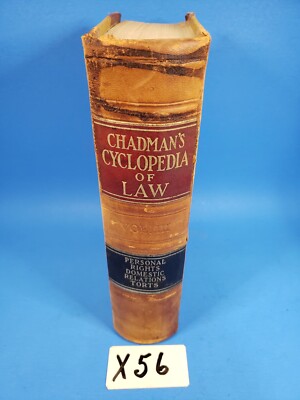 CHADMAN'S
CYCLOPEDIA
OF
LAW
PERSONAL
RIGHTS
DOMESTIC
RELATIONS
TORTS
X56